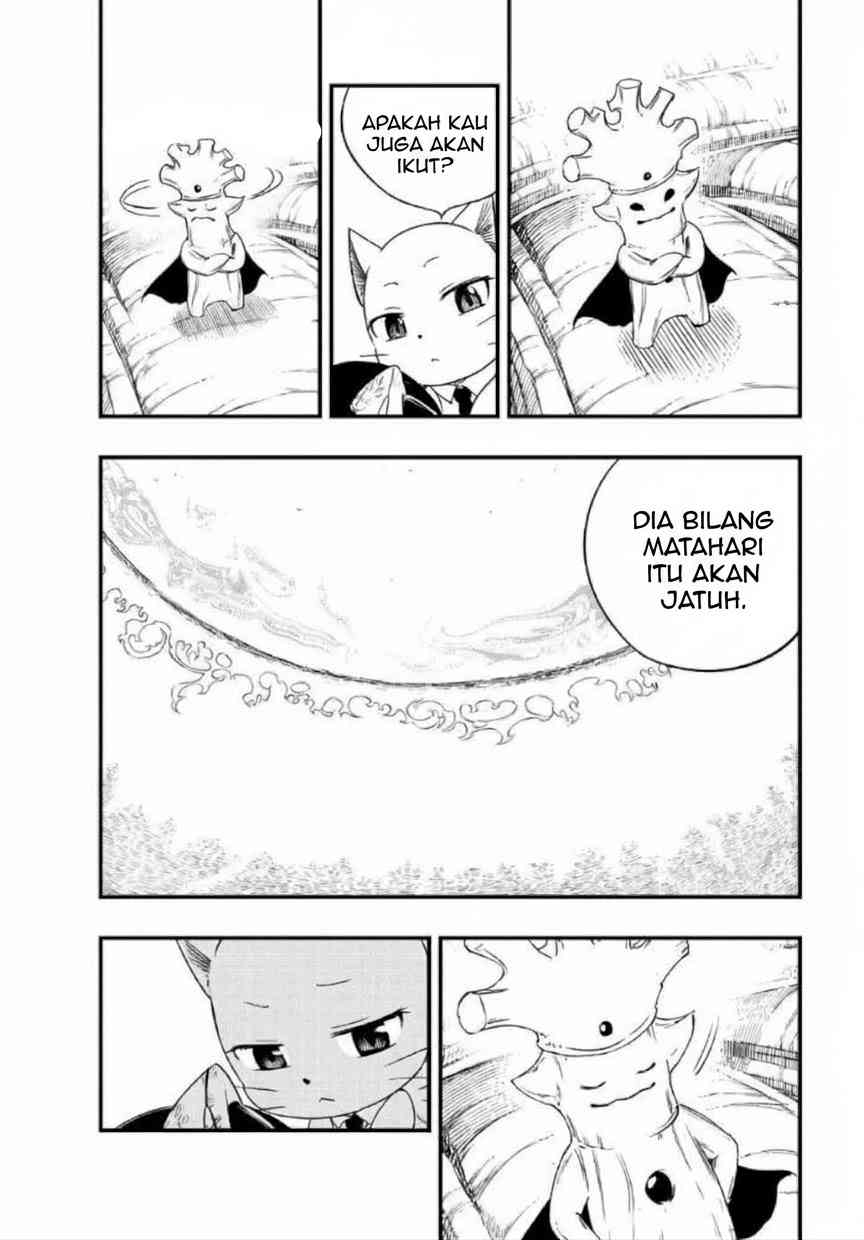 APAKAH KAU
JUGA AKAN
IKUT?
DIA BILANG
MATAHARI
ITU AKAN
JATUH.